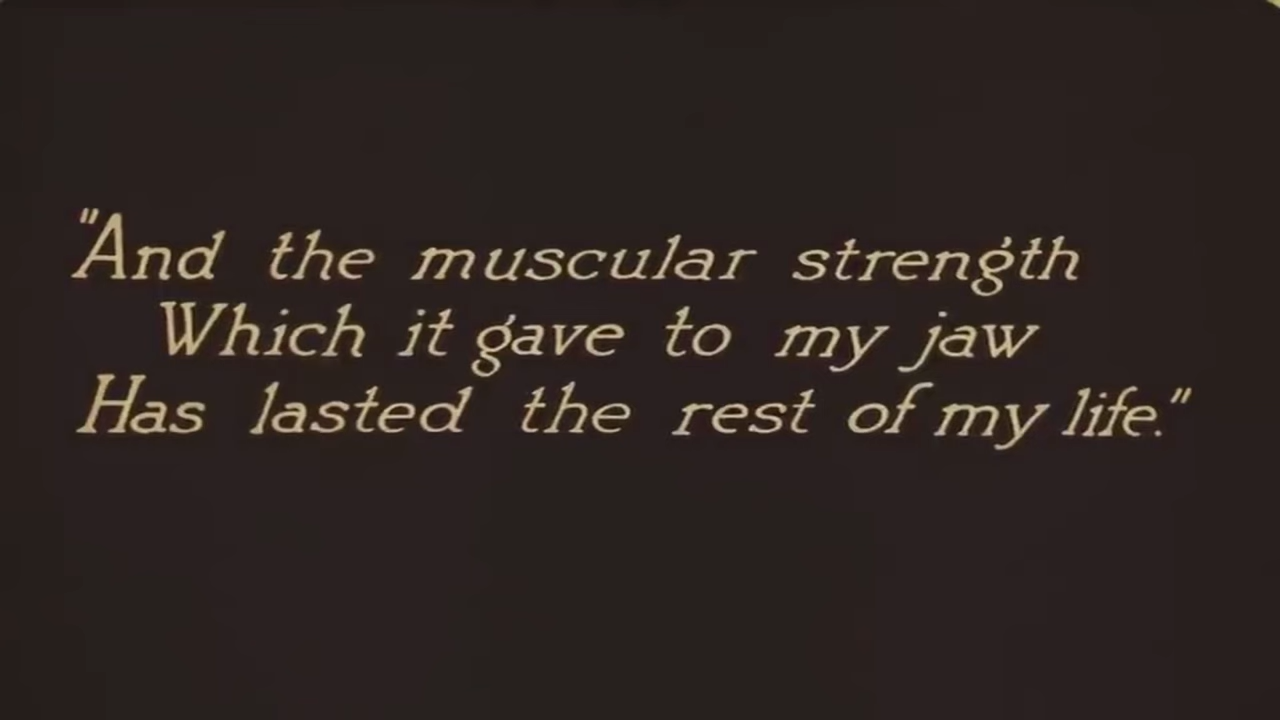 "And the muscular strength
Which it gave to my jaw
Has lasted the rest of my life."